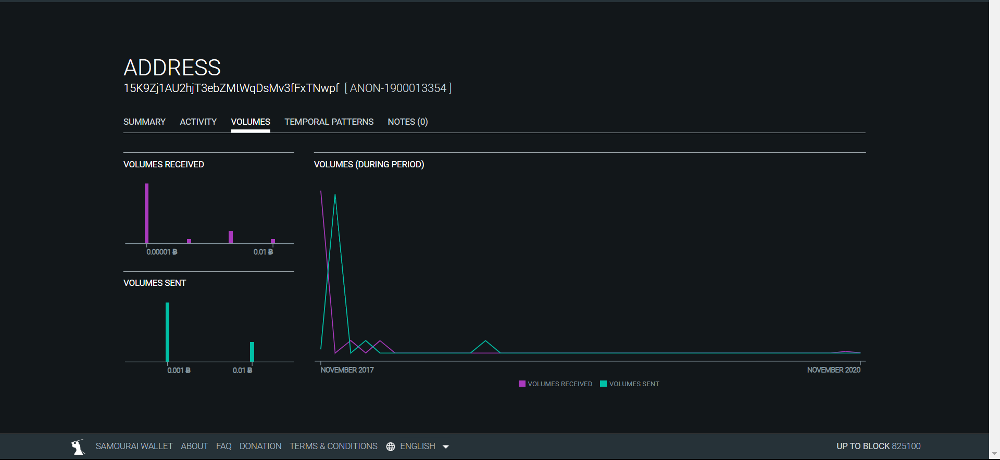 ADDRESS
15K9Zj1AU2hjT3ebZMtWqDsMv3fFxTNwpf [ ANON-1900013354 ]
SUMMARY ACTIVITY VOLUMES TEMPORAL PATTERNS NOTES (0)
VOLUMES RECEIVED
0.00001 Ƀ 0.01 Ƀ
VOLUMES SENT
0.001 Ƀ 0.01 Ƀ
VOLUMES (DURING PERIOD)
NOVEMBER 2017 NOVEMBER 2020
VOLUMES RECEIVED VOLUMES SENT
SAMOURAI WALLET ABOUT FAQ DONATION TERMS & CONDITIONS ENGLISH UP TO BLOCK 825100